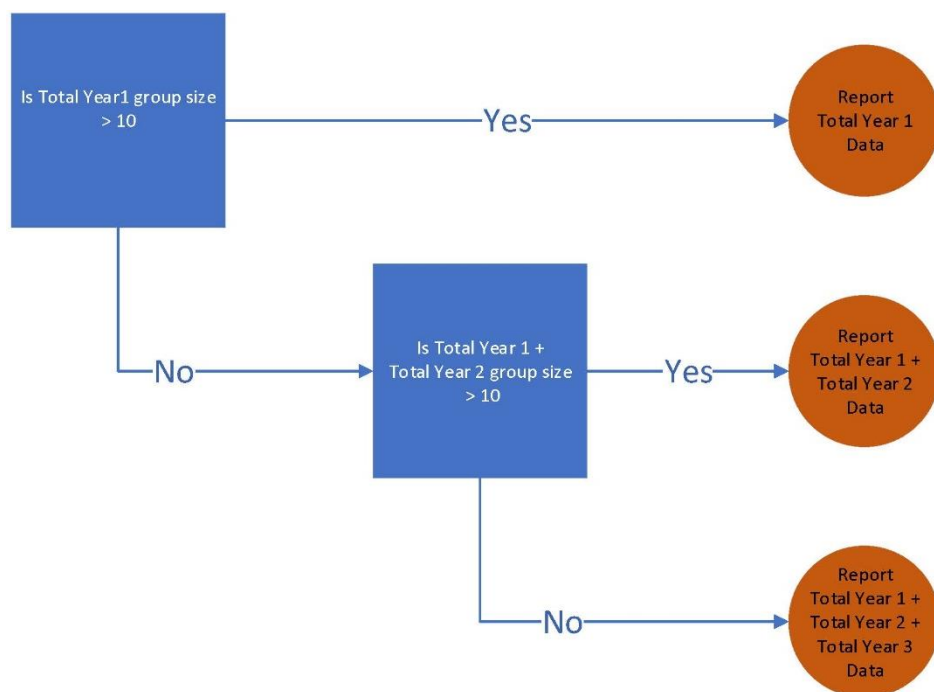 Is Total Year1 group size
> 10
Yes
Report
Total Year 1
Data
No
Is Total Year 1 +
Total Year 2 group size
> 10
Yes
Report
Total Year 1 +
Total Year 2
Data
No
Report
Total Year 1 +
Total Year 2 +
Total Year 3
Data